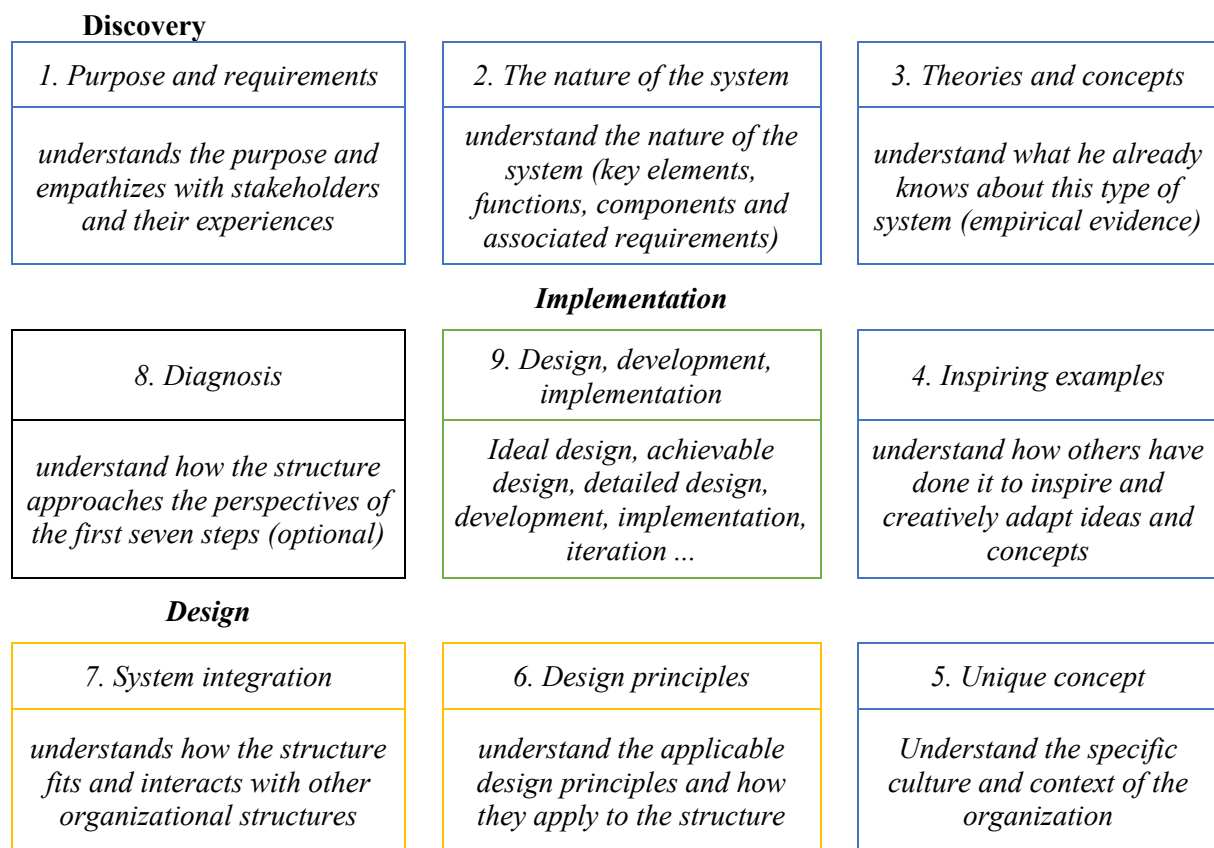 Discovery
1. Purpose and requirements
understands the purpose and
empathizes with stakeholders
and their experiences
2. The nature of the system
understand the nature of the
system (key elements,
functions, components and
associated requirements)
3. Theories and concepts
understand what he already
knows about this type of
system (empirical evidence)
Implementation
8. Diagnosis
understand how the structure
approaches the perspectives of
the first seven steps (optional)
9. Design, development,
implementation
Ideal design, achievable
design, detailed design,
development, implementation,
iteration ...
4. Inspiring examples
understand how others have
done it to inspire and
creatively adapt ideas and
concepts
Design
7. System integration
understands how the structure
fits and interacts with other
organizational structures
6. Design principles
understand the applicable
design principles and how
they apply to the structure
5. Unique concept
Understand the specific
culture and context of the
organization